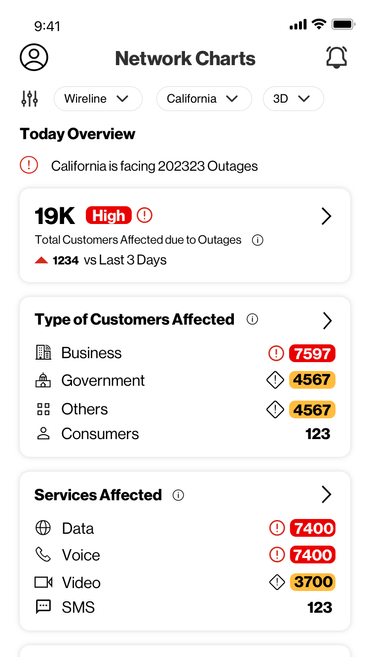 9:41
Network Charts
Wireline California 3D
Today Overview
California is facing 202323 Outages
19K High
Total Customers Affected due to Outages
1234 vs Last 3 Days
Type of Customers Affected
Business 7597
Government 4567
Others 4567
Consumers 123
Services Affected
Data 7400
Voice 7400
Video 3700
SMS 123